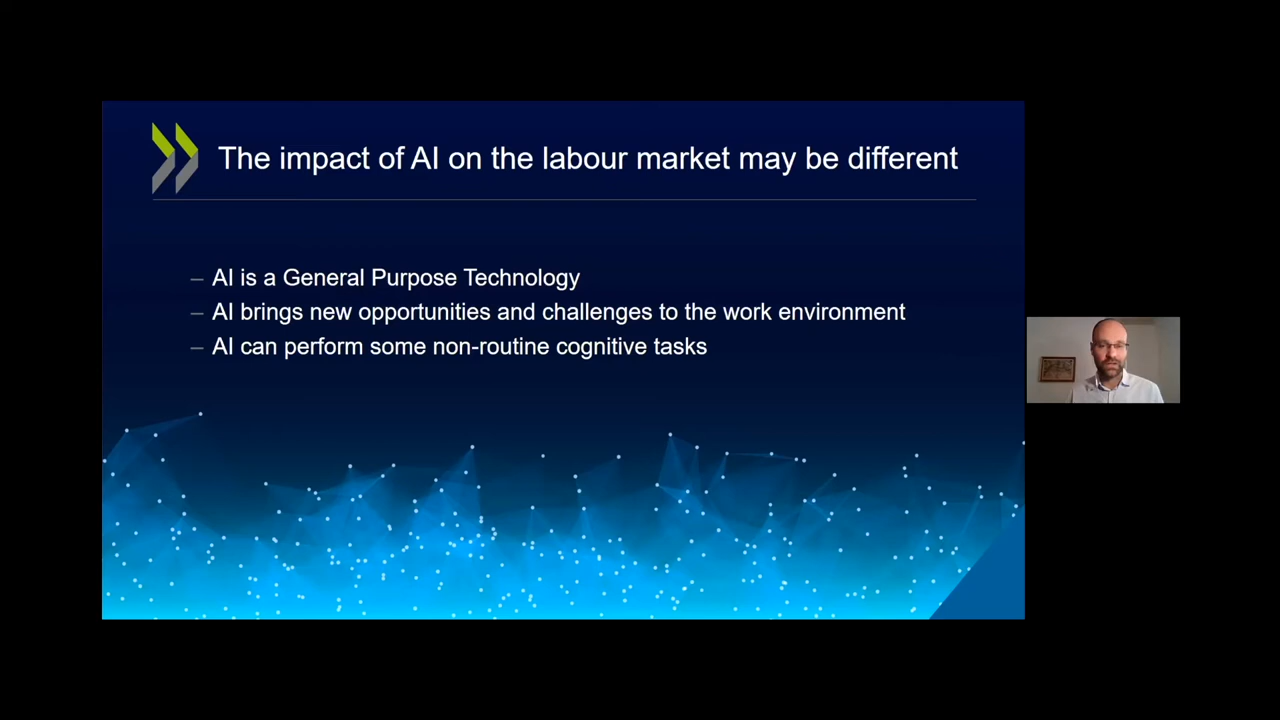 The impact of AI on the labour market may be different
– AI is a General Purpose Technology
– AI brings new opportunities and challenges to the work environment
– AI can perform some non-routine cognitive tasks